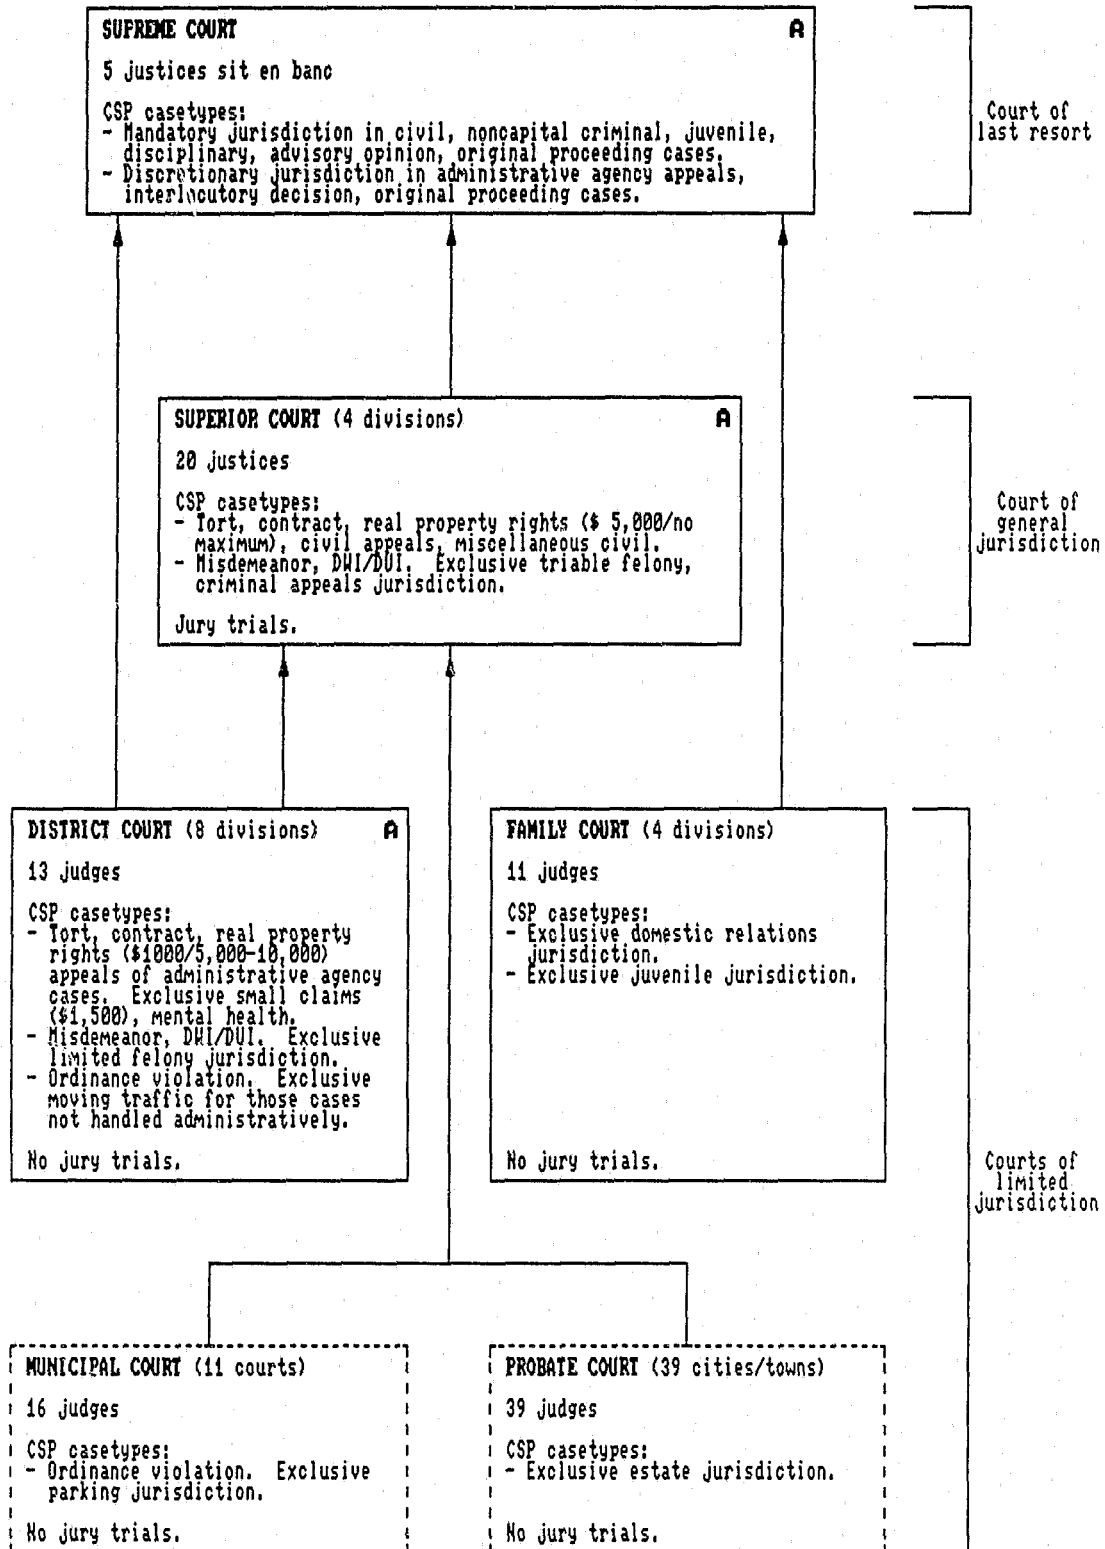 SUPREME COURT A
5 justices sit en banc
CSP casetypes:
- Mandatory jurisdiction in civil, noncapital criminal, juvenile,
disciplinary, advisory opinion, original proceeding cases.
- Discretionary jurisdiction in administrative agency appeals,
interlocutory decision, original proceeding cases.
Court of
last resort
SUPERIOR COURT (4 divisions) A
20 justices
CSP casetypes:
- Tort, contract, real property rights ($ 5,000/no
maximum), civil appeals, miscellaneous civil.
- Misdemeanor, DWI/DUI. Exclusive triable felony,
criminal appeals jurisdiction.
Jury trials.
Court of
general
jurisdiction
DISTRICT COURT (8 divisions) A
13 judges
CSP casetypes:
- Tort, contract, real property
rights ($1000/5,000-10,000)
appeals of administrative agency
cases. Exclusive small claims
($1,500), mental health.
- Misdemeanor, DWI/DUI. Exclusive
limited felony jurisdiction.
- Ordinance violation. Exclusive
moving traffic for those cases
not handled administratively.
No jury trials.
FAMILY COURT (4 divisions)
11 judges
CSP casetypes:
- Exclusive domestic relations
jurisdiction.
- Exclusive juvenile jurisdiction.
No jury trials.
Courts of
limited
jurisdiction
MUNICIPAL COURT (11 courts)
16 judges
CSP casetypes:
- Ordinance violation. Exclusive
parking jurisdiction.
No jury trials.
PROBATE COURT (39 cities/towns)
39 judges
CSP casetypes:
- Exclusive estate jurisdiction.
No jury trials.